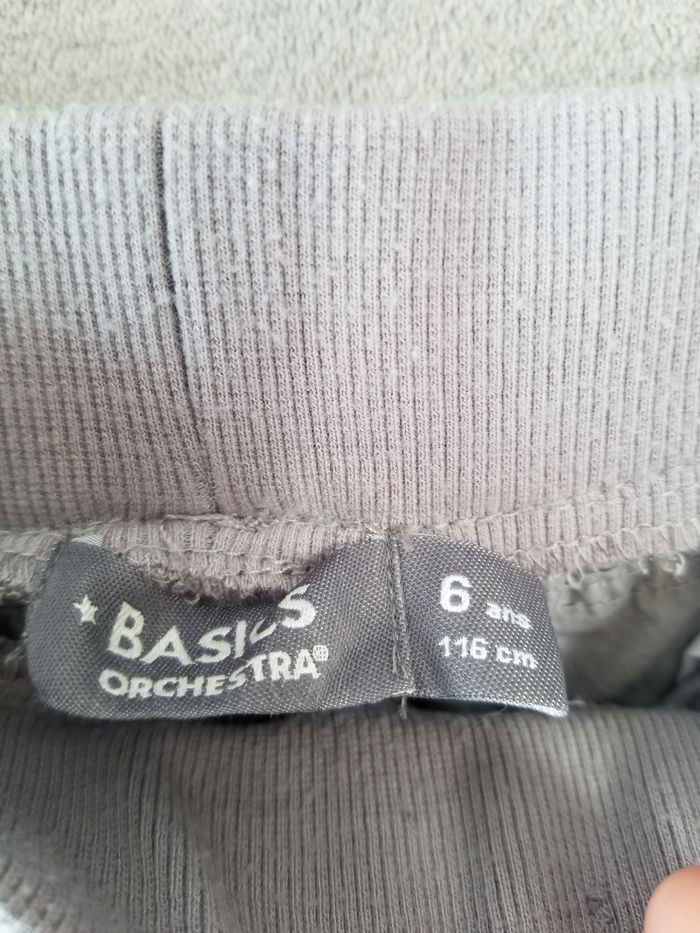 BASICS
ORCHESTRA®
6 ans
116 cm